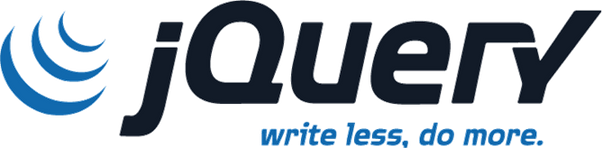 jQuery
write less, do more.